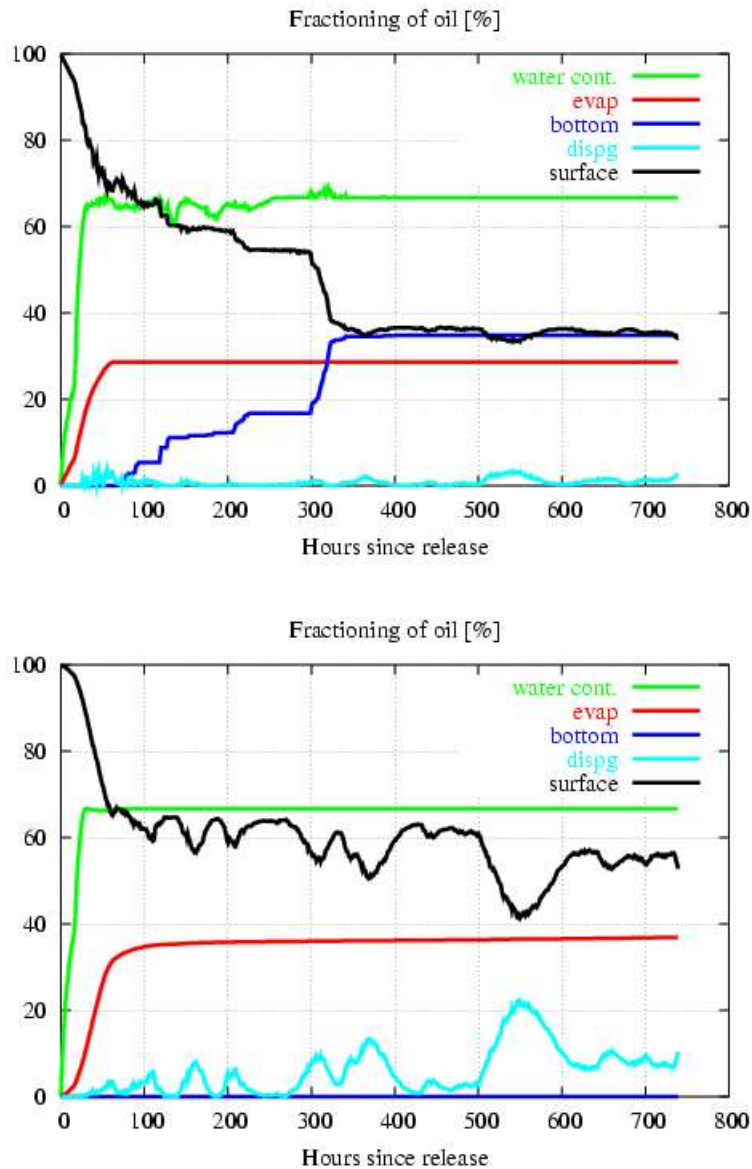 Fractioning of oil [%]
100
80
60
40
20
0
water cont.
evap
bottom
dispg
surface
0 100 200 300 400 500 600 700 800
Hours since release
Fractioning of oil [%]
100
80
60
40
20
0
water cont.
evap
bottom
dispg
surface
0 100 200 300 400 500 600 700 800
Hours since release